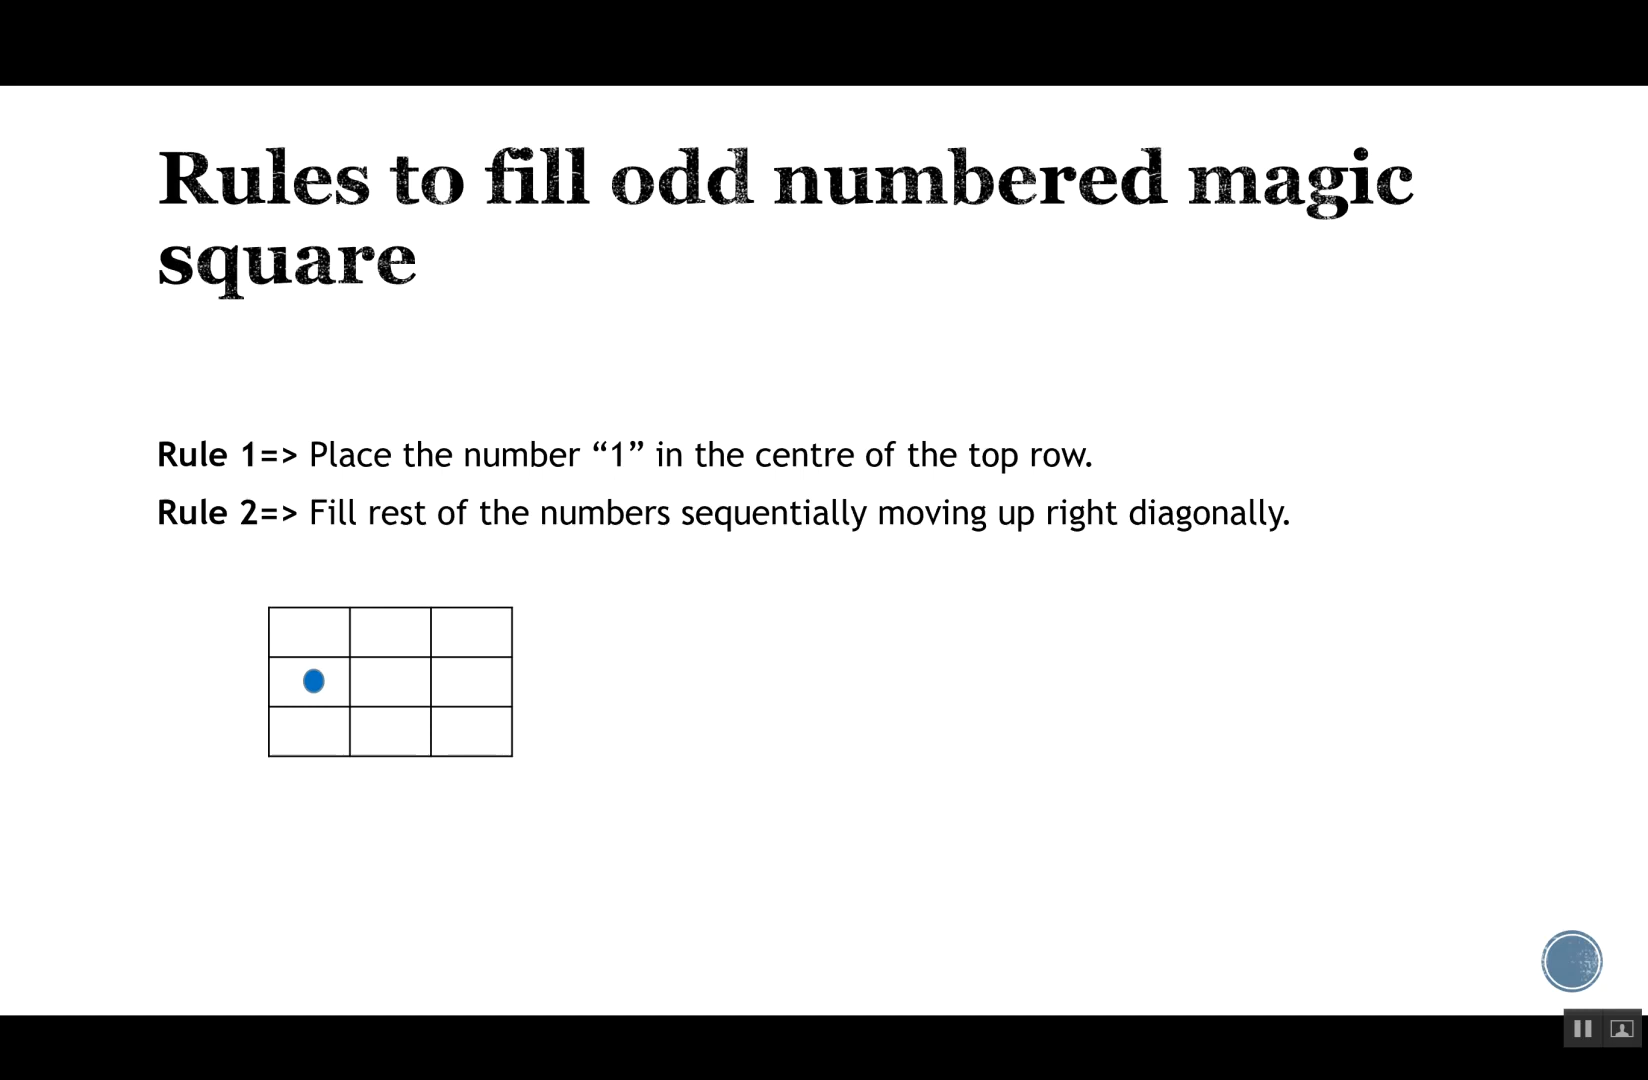 Rules to fill odd numbered magic
square
Rule 1=> Place the number “1” in the centre of the top row.
Rule 2=> Fill rest of the numbers sequentially moving up right diagonally.